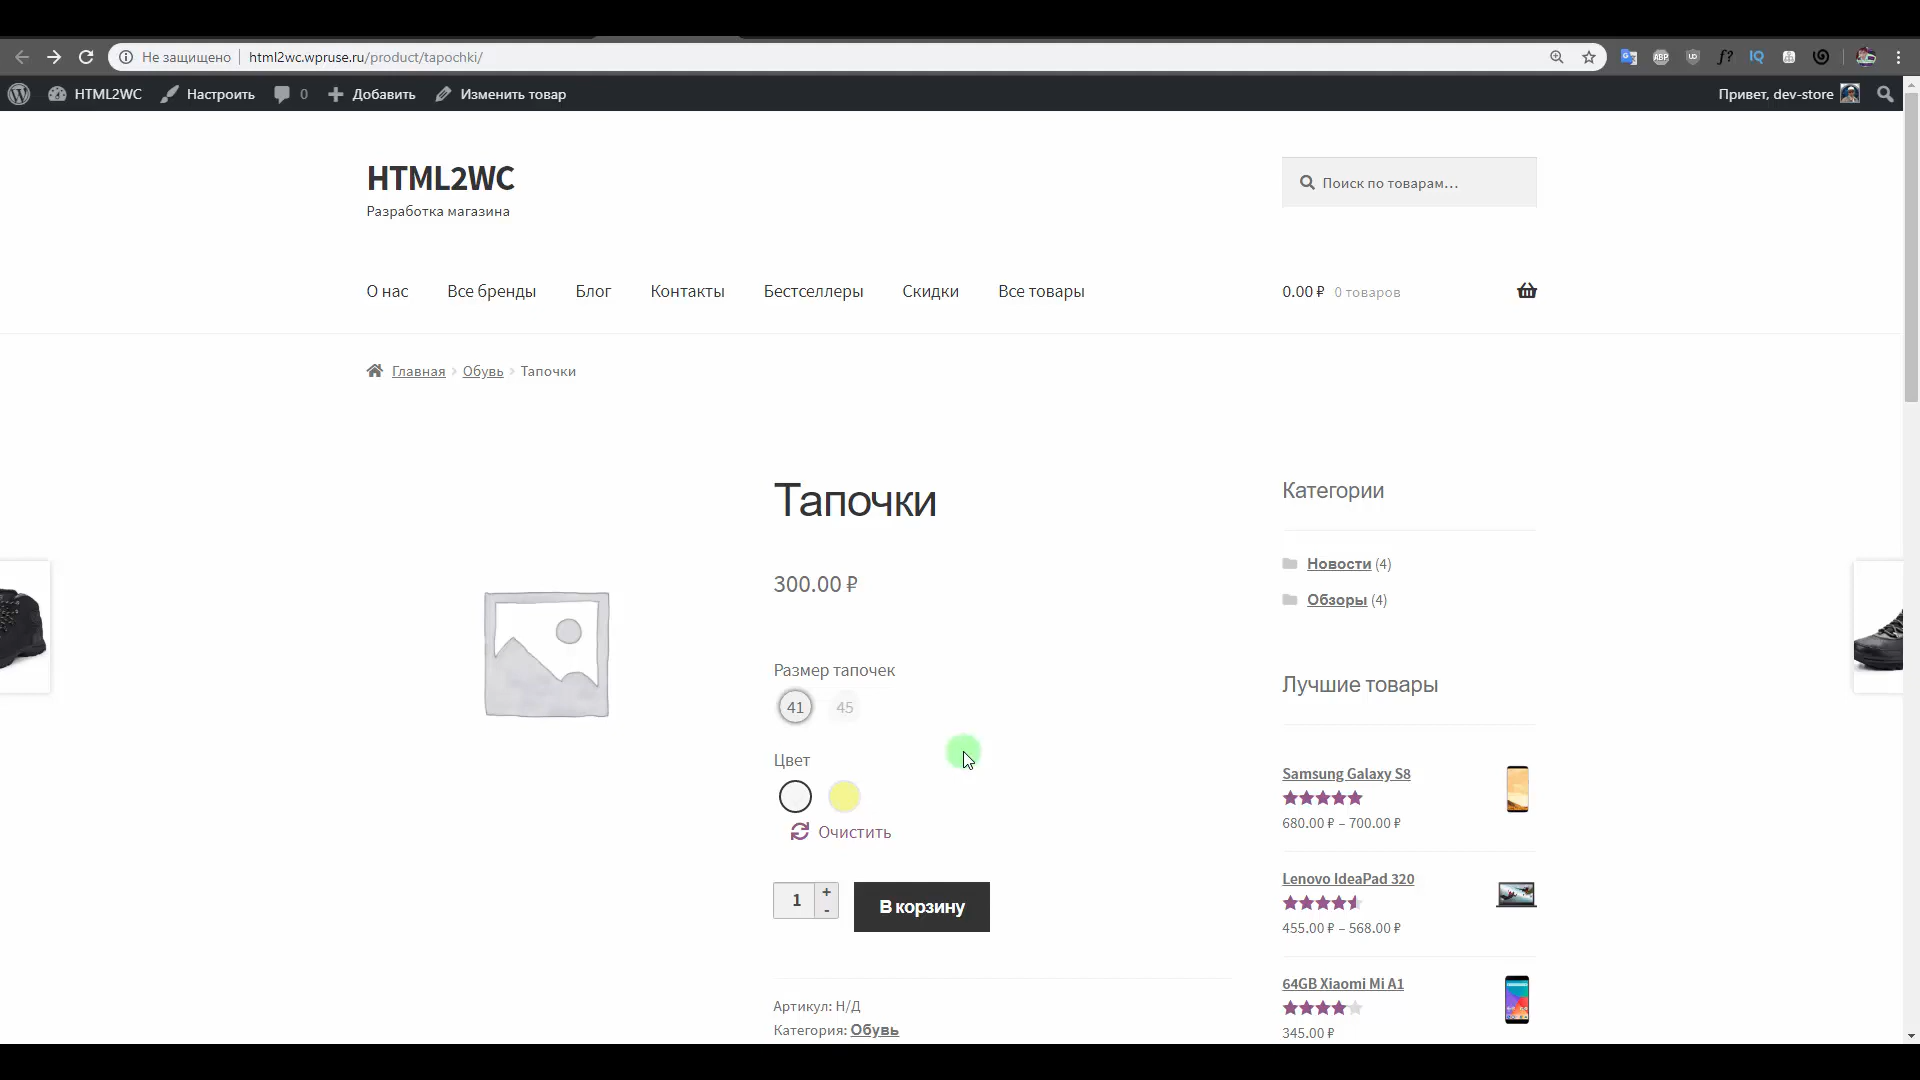 Не защищено | html2wc.wpruse.ru/product/tapochki/
ABP
UD
f?
IQ
HTML2WC
Настроить
0
Добавить
Изменить товар
Привет, dev-store
HTML2WC
Разработка магазина
Поиск по товарам…
О нас
Все бренды
Блог
Контакты
Бестселлеры
Скидки
Все товары
0.00 ₽ 0 товаров
Главная
Обувь
Тапочки
Тапочки
300.00 ₽
Размер тапочек
41
45
Цвет
Очистить
1
+
-
В корзину
Артикул: Н/Д
Категория: Обувь
Категории
Новости (4)
Обзоры (4)
Лучшие товары
Samsung Galaxy S8
680.00 ₽ – 700.00 ₽
Lenovo IdeaPad 320
455.00 ₽ – 568.00 ₽
64GB Xiaomi Mi A1
345.00 ₽